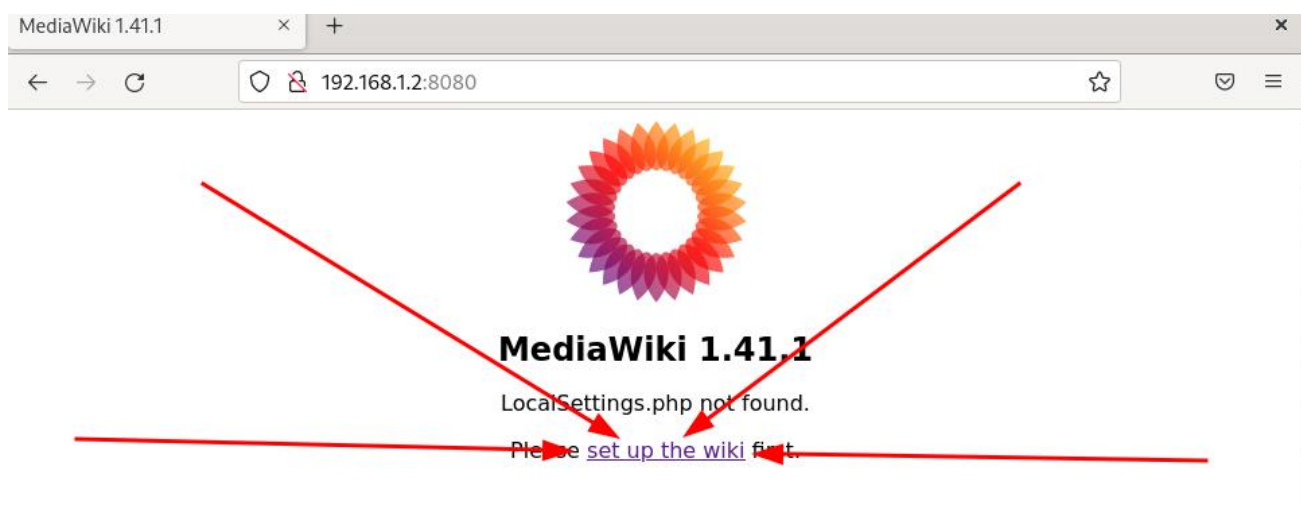 MediaWiki 1.41.1
192.168.1.2:8080
MediaWiki 1.41.1
LocalSettings.php not found.
Please set up the wiki first.